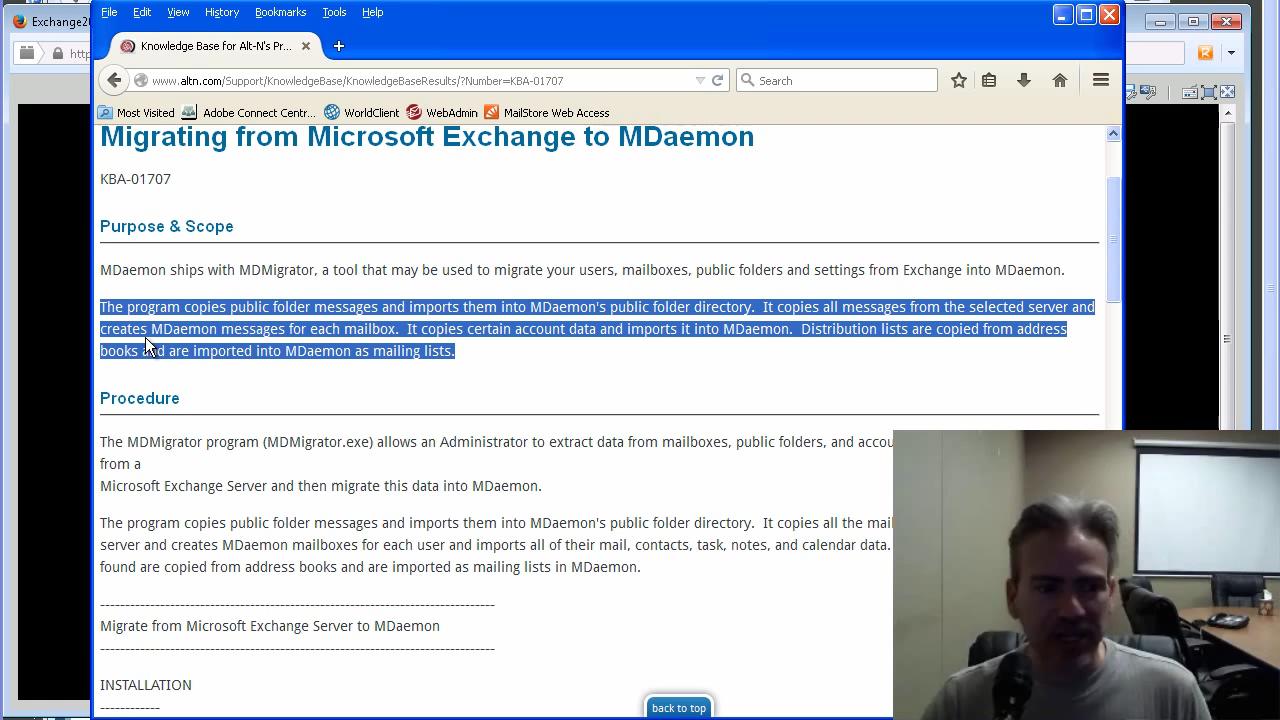 File Edit View History Bookmarks Tools Help
Exchange2
Knowledge Base for Alt-N's Pr...
http
www.altn.com/Support/KnowledgeBase/KnowledgeBaseResults/?Number=KBA-01707
Search
Most Visited Adobe Connect Centr... WorldClient WebAdmin MailStore Web Access
Migrating from Microsoft Exchange to MDaemon
KBA-01707
Purpose & Scope
MDaemon ships with MDMigrator, a tool that may be used to migrate your users, mailboxes, public folders and settings from Exchange into MDaemon.
The program copies public folder messages and imports them into MDaemon's public folder directory. It copies all messages from the selected server and
creates MDaemon messages for each mailbox. It copies certain account data and imports it into MDaemon. Distribution lists are copied from address
books and are imported into MDaemon as mailing lists.
Procedure
The MDMigrator program (MDMigrator.exe) allows an Administrator to extract data from mailboxes, public folders, and accou
from a
Microsoft Exchange Server and then migrate this data into MDaemon.
The program copies public folder messages and imports them into MDaemon's public folder directory. It copies all the mail
server and creates MDaemon mailboxes for each user and imports all of their mail, contacts, task, notes, and calendar data.
found are copied from address books and are imported as mailing lists in MDaemon.
-------------------------------------------------------------------------------
Migrate from Microsoft Exchange Server to MDaemon
-------------------------------------------------------------------------------
INSTALLATION
------------
back to top